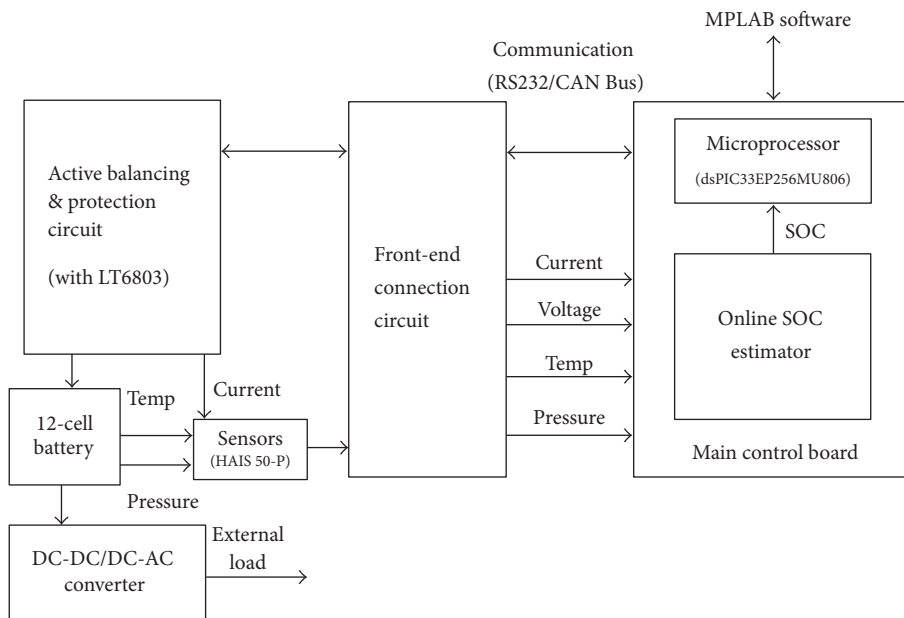 MPLAB software
Communication
(RS232/CAN Bus)
Active balancing
& protection
circuit
(with LT6803)
Front-end
connection
circuit
Microprocessor
(dsPIC33EP256MU806)
SOC
Online SOC
estimator
Main control board
Current
Voltage
Temp
Pressure
Temp
Current
12-cell
battery
Sensors
(HAIS 50-P)
Pressure
DC-DC/DC-AC
converter
External
load